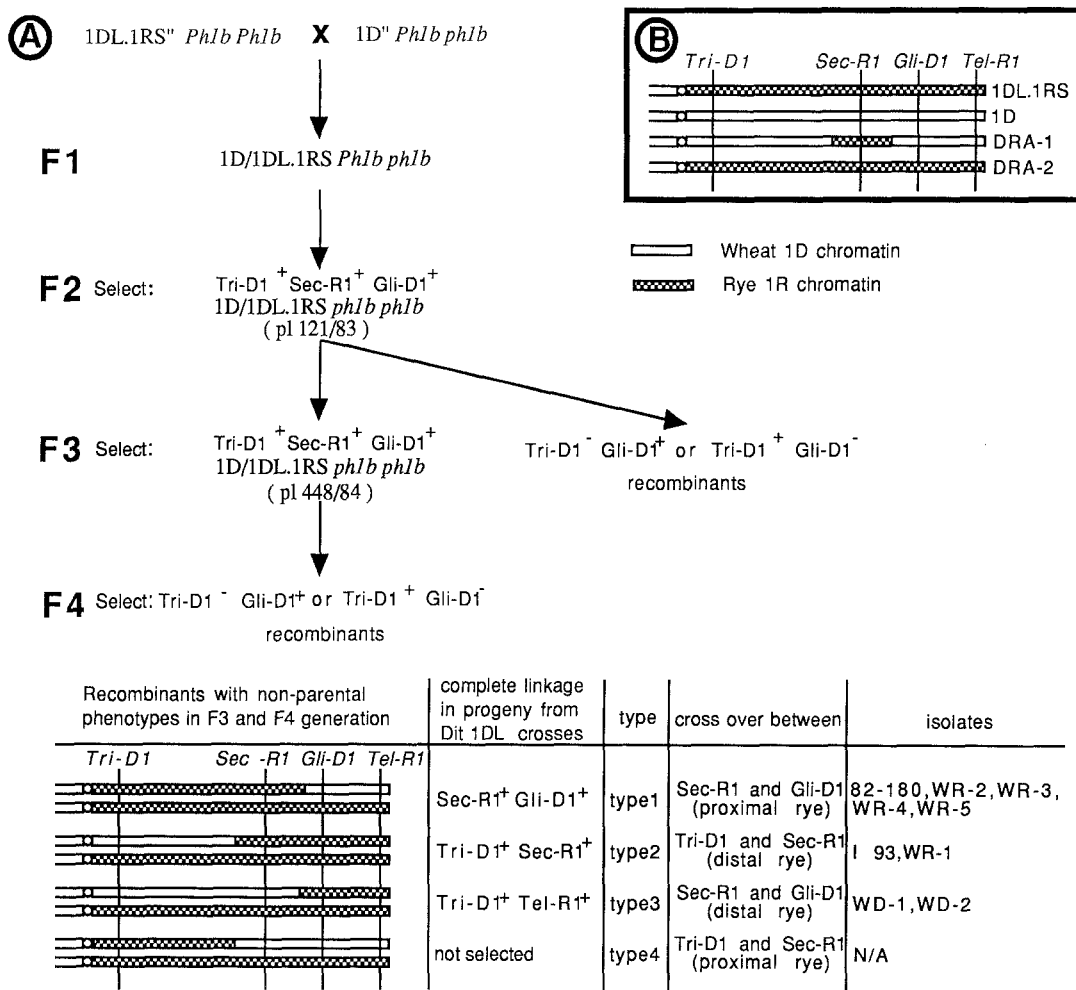 A
1DL.1RS" Ph1b Ph1b X 1D" Ph1b ph1b
F1
1D/1DL.1RS Ph1b ph1b
F2 Select:
Tri-D1 + Sec-R1+ Gli-D1+
1D/1DL.1RS ph1b ph1b
( pl 121/83 )
F3 Select:
Tri-D1 + Sec-R1+ Gli-D1+
1D/1DL.1RS ph1b ph1b
( pl 448/84 )
Tri-D1- Gli-D1+ or Tri-D1 + Gli-D1-
recombinants
F4 Select: Tri-D1 - Gli-D1+ or Tri-D1 + Gli-D1-
recombinants
B
Tri-D1 Sec-R1 Gli-D1 Tel-R1
1DL.1RS
1D
DRA-1
DRA-2
Wheat 1D chromatin
Rye 1R chromatin
Recombinants with non-parental
phenotypes in F3 and F4 generation
Tri-D1 Sec -R1 Gli-D1 Tel-R1
complete linkage
in progeny from
Dit 1DL crosses
type
cross over between
isolates
Sec-R1+ Gli-D1+
type1
Sec-R1 and Gli-D1
(proximal rye)
82-180,WR-2,WR-3,
WR-4,WR-5
Tri-D1+ Sec-R1+
type2
Tri-D1 and Sec-R1
(distal rye)
I 93,WR-1
Tri-D1+ Tel-R1+
type3
Sec-R1 and Gli-D1
(distal rye)
WD-1,WD-2
not selected
type4
Tri-D1 and Sec-R1
(proximal rye)
N/A